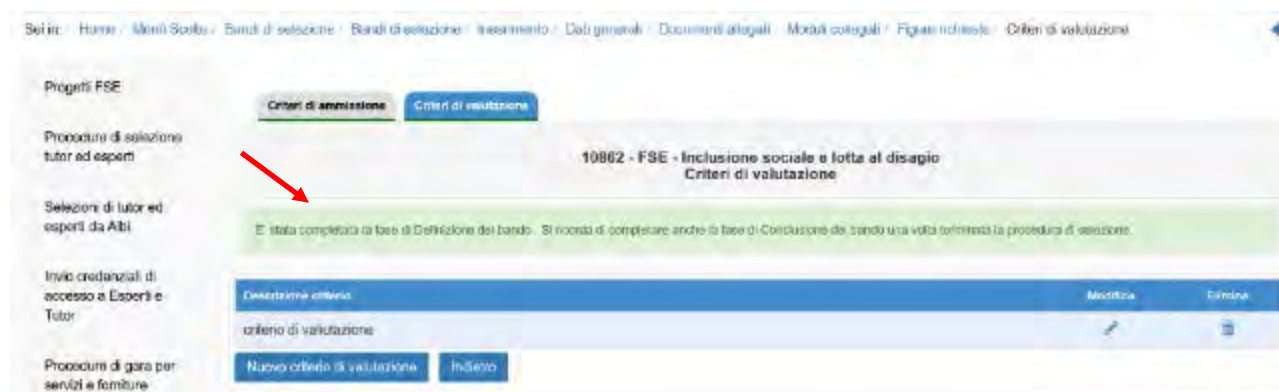 Sei in: / Home / Menù Scelta / Bandi di selezione / Bandi di selezione / Inserimento / Dati generali / Documenti allegati / Moduli collegati / Figure richieste / Criteri di valutazione
Progetti FSE
Procedure di selezione
tutor ed esperti
Selezioni di tutor ed
esperti da Albi
Invio credenziali di
accesso a Esperti e
Tutor
Procedure di gara per
servizi e forniture
Criteri di ammissione
Criteri di valutazione
10862 - FSE - Inclusione sociale e lotta al disagio
Criteri di valutazione
E' stata completata la fase di Definizione del bando. Si ricorda di completare anche la fase di Conclusione del bando una volta terminata la procedura di selezione.
Descrizione criterio Modifica Elimina
criterio di valutazione
Nuovo criterio di valutazione Indietro